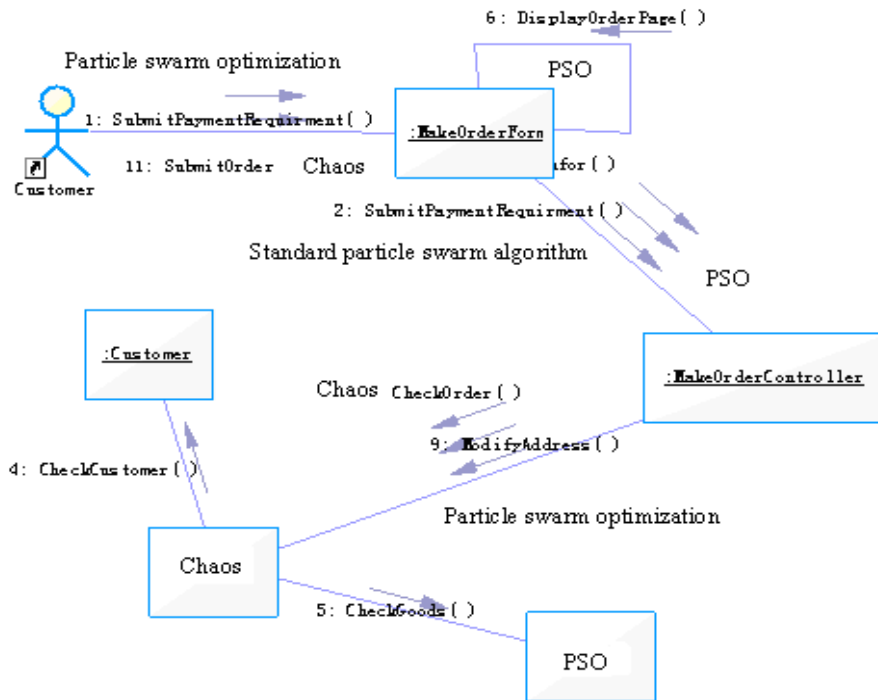 6: DisplayOrderPage( )
Particle swarm optimization
PSO
1: SubmitPaymentRequirment( )
:MakeOrderForm
11: SubmitOrder
Chaos
nfor( )
Customer
2: SubmitPaymentRequirment( )
Standard particle swarm algorithm
PSO
:Customer
:MakeOrderController
Chaos
CheckOrder( )
9: ModifyAddress( )
4: CheckCustomer( )
Particle swarm optimization
Chaos
5: CheckGoods( )
PSO